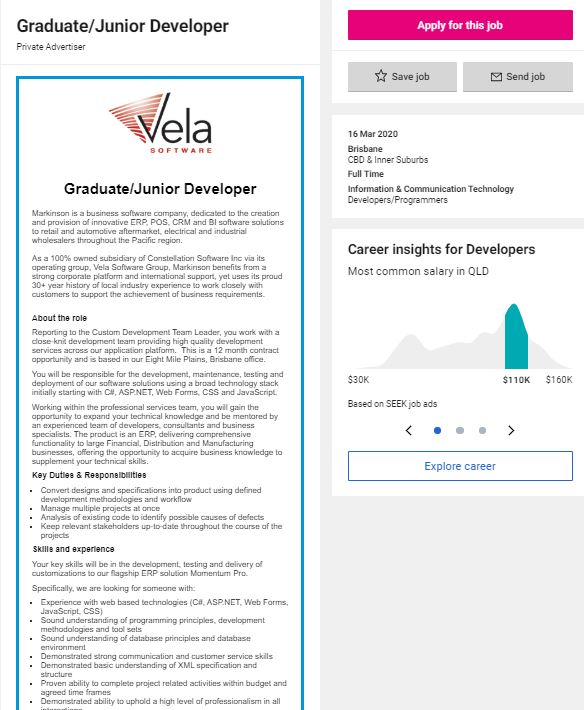 Graduate/Junior Developer
Private Advertiser
Vela
SOFTWARE
Graduate/Junior Developer
Markinson is a business software company, dedicated to the creation
and provision of innovative ERP, POS, CRM and BI software solutions
to retail and automotive aftermarket, electrical and industrial
wholesalers throughout the Pacific region.
As a 100% owned subsidiary of Constellation Software Inc via its
operating group, Vela Software Group, Markinson benefits from a
strong corporate platform and international support, yet uses its proud
30+ year history of local industry experience to work closely with
customers to support the achievement of business requirements.
About the role
Reporting to the Custom Development Team Leader, you work with a
close-knit development team providing high quality development
services across our application platform. This is a 12 month contract
opportunity and is based in our Eight Mile Plains, Brisbane office.
You will be responsible for the development, maintenance, testing and
deployment of our software solutions using a broad technology stack
initially starting with C#, ASP.NET, Web Forms, CSS and JavaScript.
Working within the professional services team, you will gain the
opportunity to expand your technical knowledge and be mentored by
an experienced team of developers, consultants and business
specialists. The product is an ERP, delivering comprehensive
functionality to large Financial, Distribution and Manufacturing
businesses, offering the opportunity to acquire business knowledge to
supplement your technical skills.
Key Duties & Responsibilities
• Convert designs and specifications into product using defined
development methodologies and workflow
• Manage multiple projects at once
• Analysis of existing code to identify possible causes of defects
• Keep relevant stakeholders up-to-date throughout the course of the
projects
Skills and experience
Your key skills will be in the development, testing and delivery of
customizations to our flagship ERP solution Momentum Pro.
Specifically, we are looking for someone with:
• Experience with web based technologies (C#, ASP.NET, Web Forms,
JavaScript, CSS)
• Sound understanding of programming principles, development
methodologies and tool sets
• Sound understanding of database principles and database
environment
• Demonstrated strong communication and customer service skills
• Demonstrated basic understanding of XML specification and
structure
• Proven ability to complete project related activities within budget and
agreed time frames
• Demonstrated ability to uphold a high level of professionalism in all
Apply for this job
Save job
Send job
16 Mar 2020
Brisbane
CBD & Inner Suburbs
Full Time
Information & Communication Technology
Developers/Programmers
Career insights for Developers
Most common salary in QLD
$30K $110K $160K
Based on SEEK job ads
Explore career